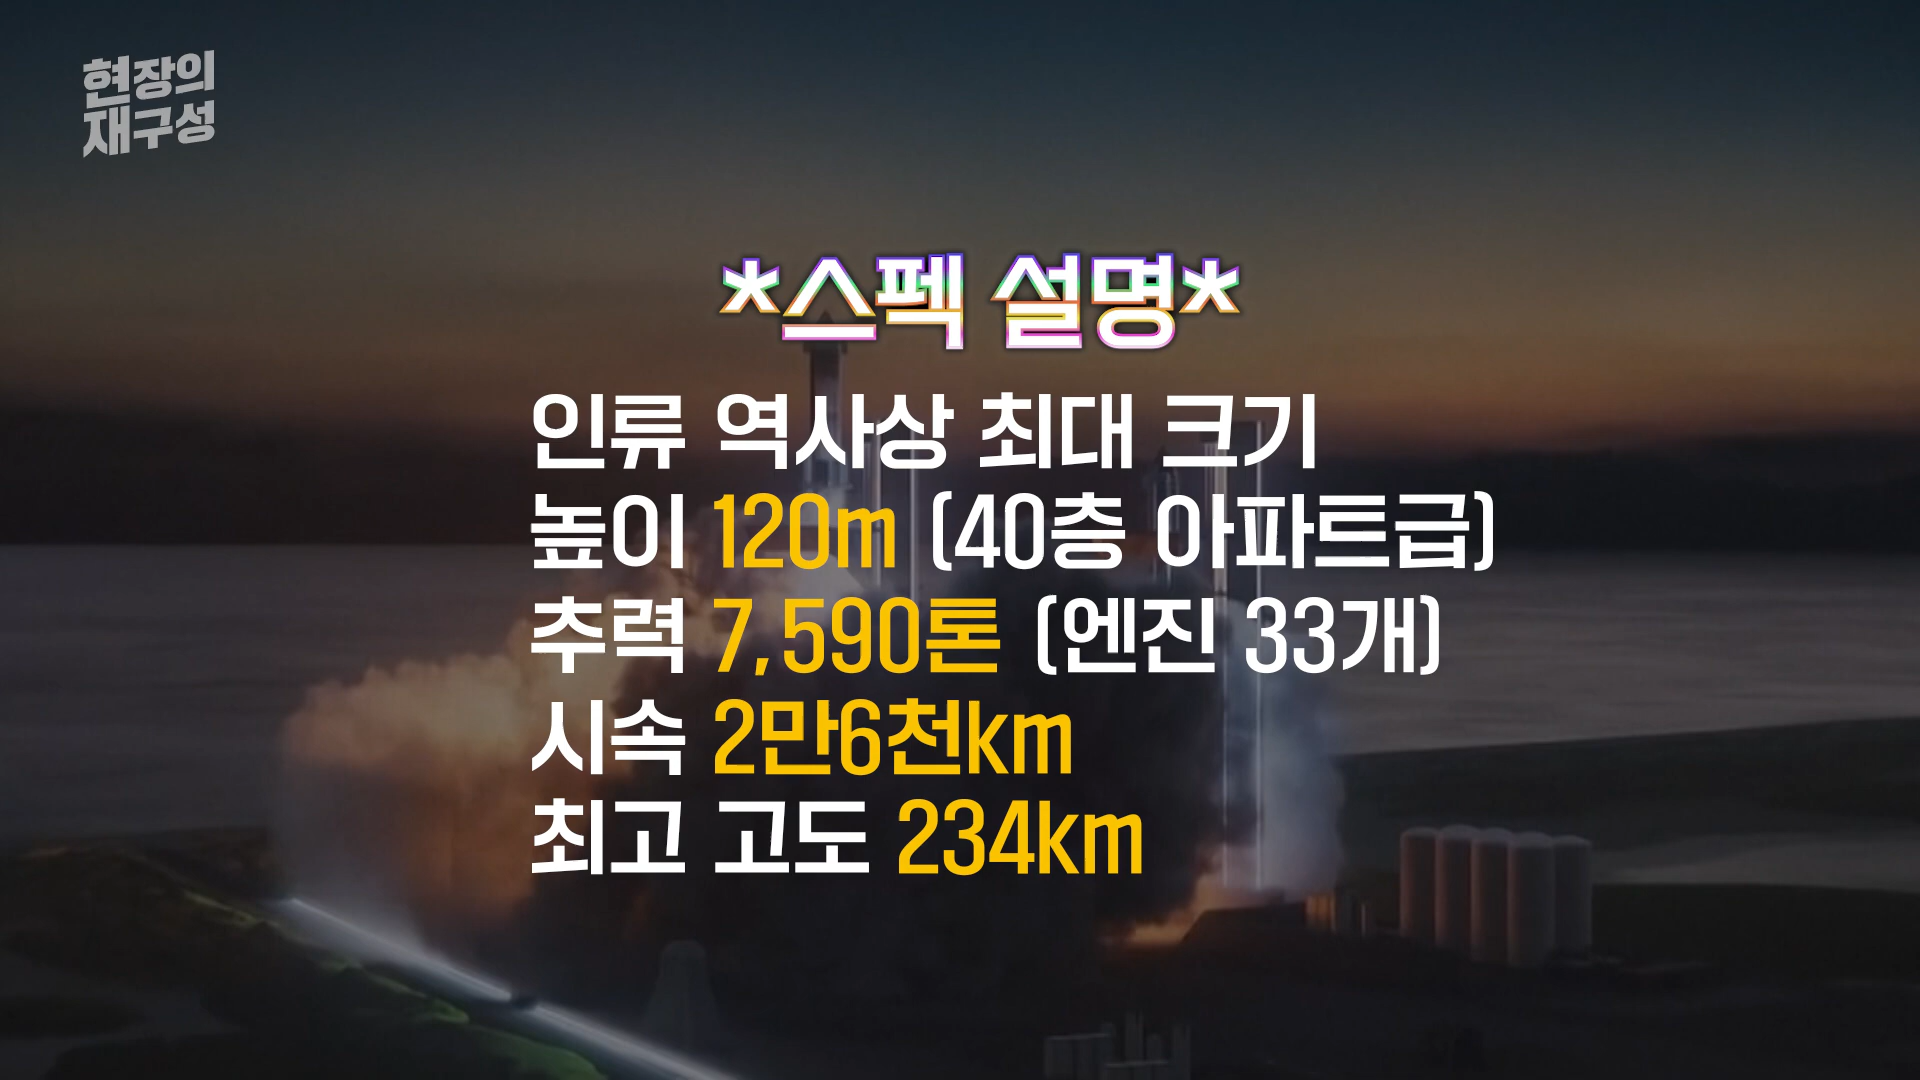 현장의
재구성
*스펙 설명*
인류 역사상 최대 크기
높이 120m (40층 아파트급)
추력 7,590톤 (엔진 33개)
시속 2만6천km
최고 고도 234km